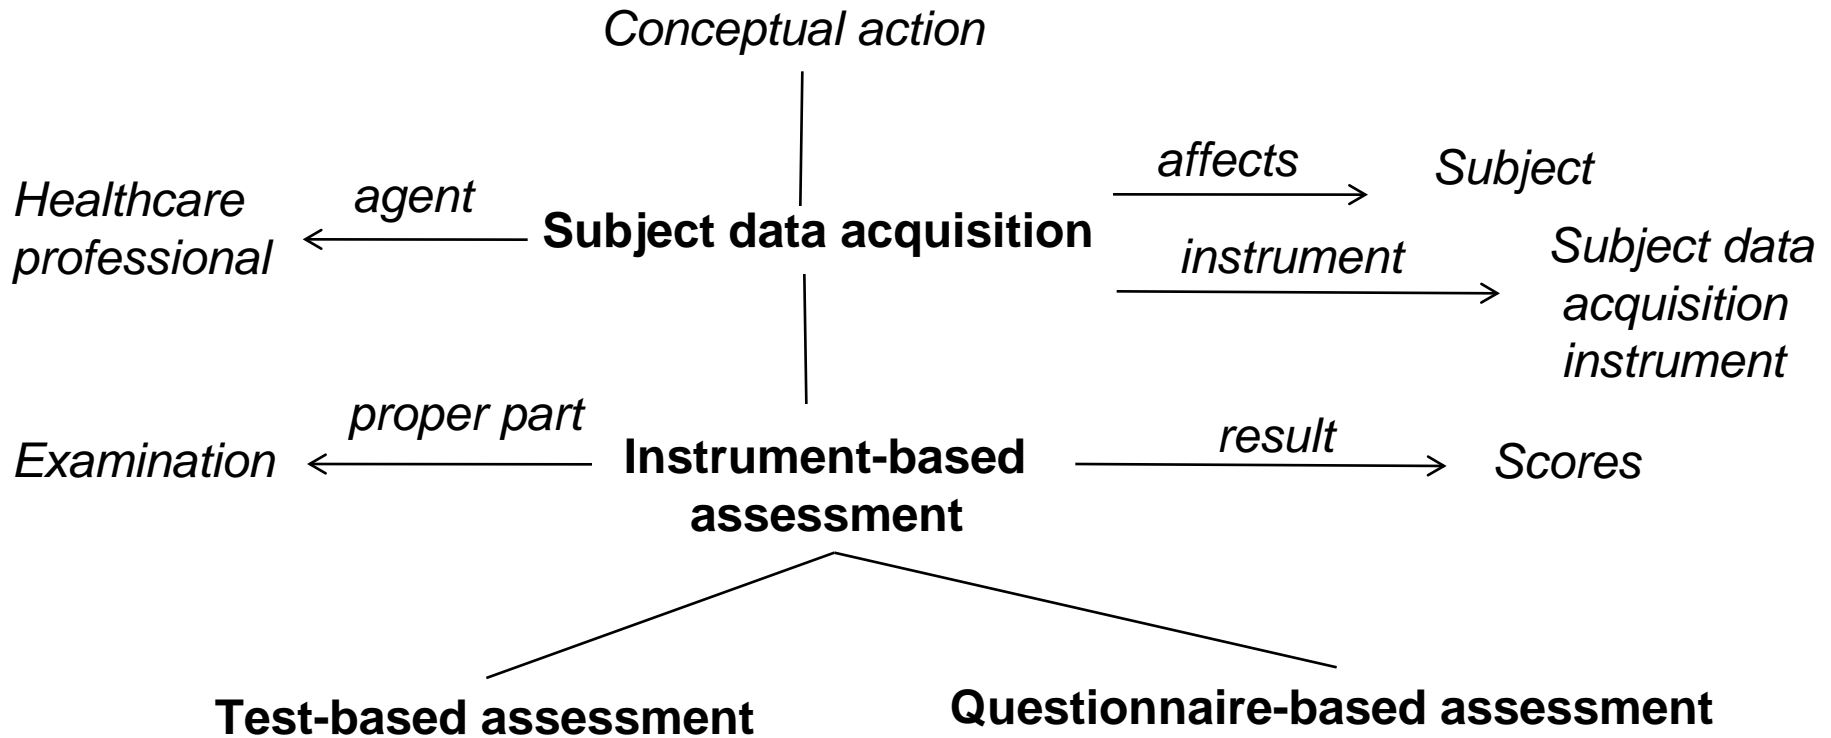 Conceptual action
affects
Subject
Healthcare
professional
agent
Subject data acquisition
instrument
Subject data
acquisition
instrument
proper part
Examination
Instrument-based
assessment
result
Scores
Test-based assessment
Questionnaire-based assessment